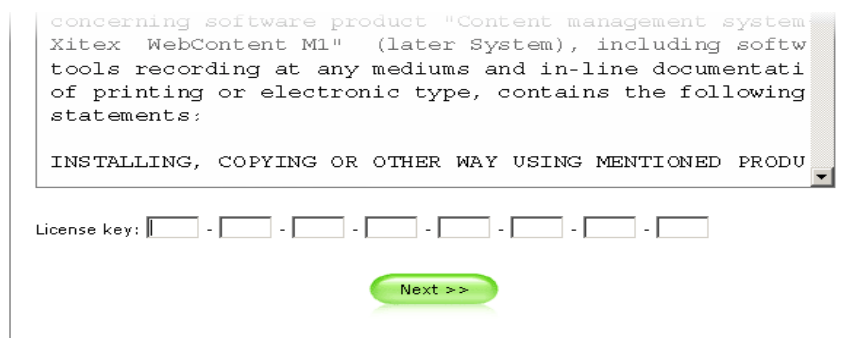 concerning software product "Content management system
Xitex WebContent M1" (later System), including softw
tools recording at any mediums and in-line documentati
of printing or electronic type, contains the following
statements:
INSTALLING, COPYING OR OTHER WAY USING MENTIONED PRODU
License key: - - - - - - -
Next >>